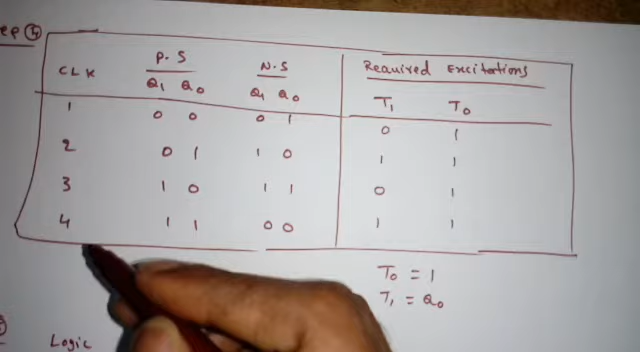 ep 4
P.S N.S Required Excitations
CLK Q1 Q0 Q1 Q0 T1 T0
1 0 0 0 1 0 1
2 0 1 1 0 1 1
3 1 0 1 1 0 1
4 1 1 0 0 1 1
T0 = 1
T1 = Q0
Logic